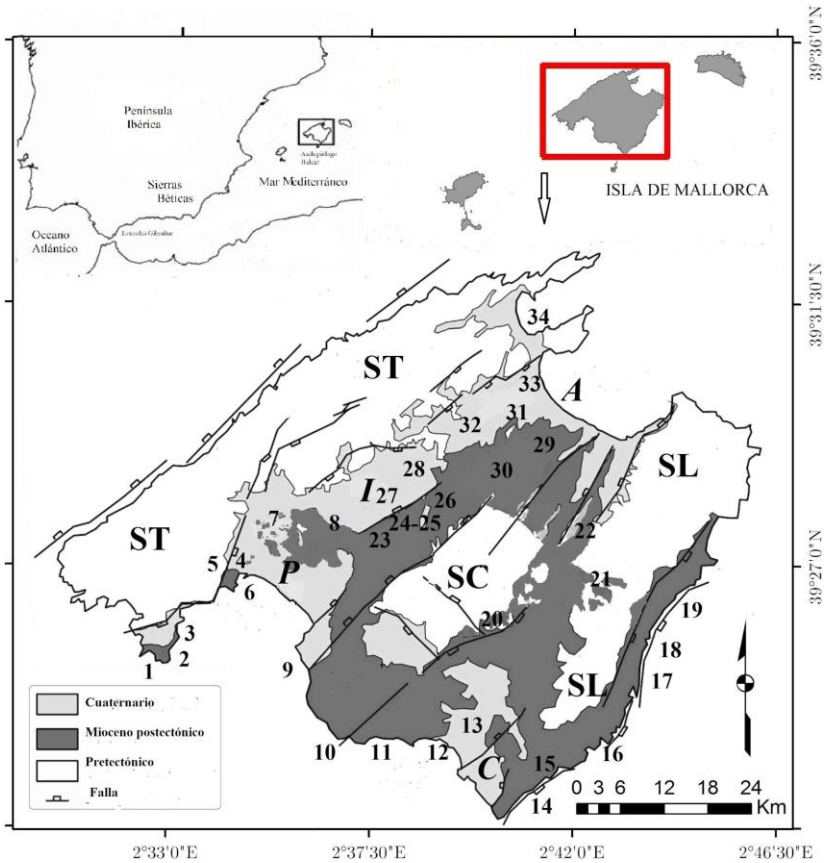 39°36'0"N
Península
Ibérica
Archipiélago
Balear
Sierras
Béticas
Mar Mediterráneo
ISLA DE MALLORCA
Oceano
Atlántico
Estrecho Gibraltar
39°31'30"N
34
ST
33
A
31
32
29
SL
28
30
I
27
26
7
8
24-25
22
23
ST
5
4
P
SC
21
39°27'0"N
6
20
19
3
18
1
2
9
SL
17
Cuaternario
13
Mioceno postectónico
10
11
12
16
Pretectónico
C
15
Falla
14
0 3 6 12 18 24
Km
2°33'0"E
2°37'30"E
2°42'0"E
2°46'30"E